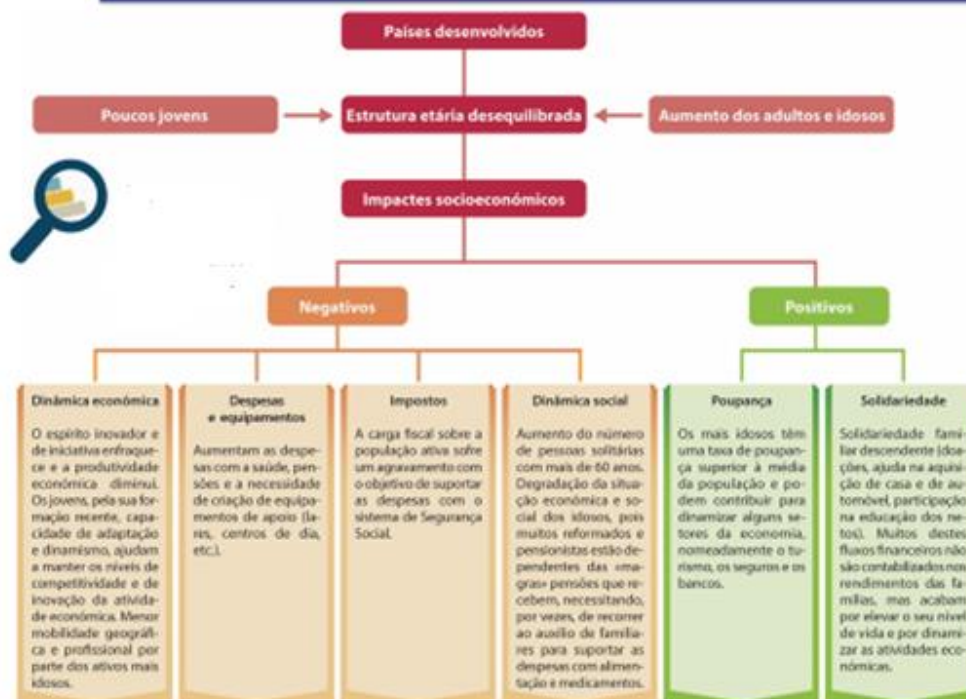 Países desenvolvidos
Poucos jovens
Estrutura etária desequilibrada
Aumento dos adultos e idosos
Impactes socioeconómicos
Negativos
Positivos
Dinâmica económica
O espírito inovador e
de iniciativa enfraque-
ce e a produtividade
económica diminui.
Os jovens, pela sua for-
mação recente, capa-
cidade de adaptação
e dinamismo, ajudam
a manter os níveis de
competitividade e de
inovação da ativida-
de económica. Menor
mobilidade geográfi-
ca e profissional por
parte dos ativos mais
idosos.
Despesas
e equipamentos
Aumentam as despe-
sas com a saúde, pen-
sões e a necessidade
de criação de equipa-
mentos de apoio (la-
res, centros de dia,
etc.).
Impostos
A carga fiscal sobre a
população ativa sofre
um agravamento com
o objetivo de suportar
as despesas com o
sistema de Segurança
Social.
Dinâmica social
Aumento do número
de pessoas solitárias
com mais de 60 anos.
Degradação da situa-
ção económica e so-
cial dos idosos, pois
muitos reformados e
pensionistas estão de-
pendentes das «ma-
gras» pensões que re-
cebem, necessitando,
por vezes, de recorrer
ao auxílio de familia-
res para suportar as
despesas com alimen-
tação e medicamentos.
Poupança
Os mais idosos têm
uma taxa de poupan-
ça superior à média
da população e po-
dem contribuir para
dinamizar alguns se-
tores da economia,
nomeadamente o tu-
rismo, os seguros e os
bancos.
Solidariedade
Solidariedade fami-
liar descendente (doa-
ções, ajuda na aquisi-
ção de casa e de au-
tomóvel, participação
na educação dos ne-
tos). Muitos destes
fluxos financeiros não
são contabilizados nos
rendimentos das fa-
mílias, mas acabam
por elevar o seu nível
de vida e por dinami-
zar as atividades eco-
nómicas.